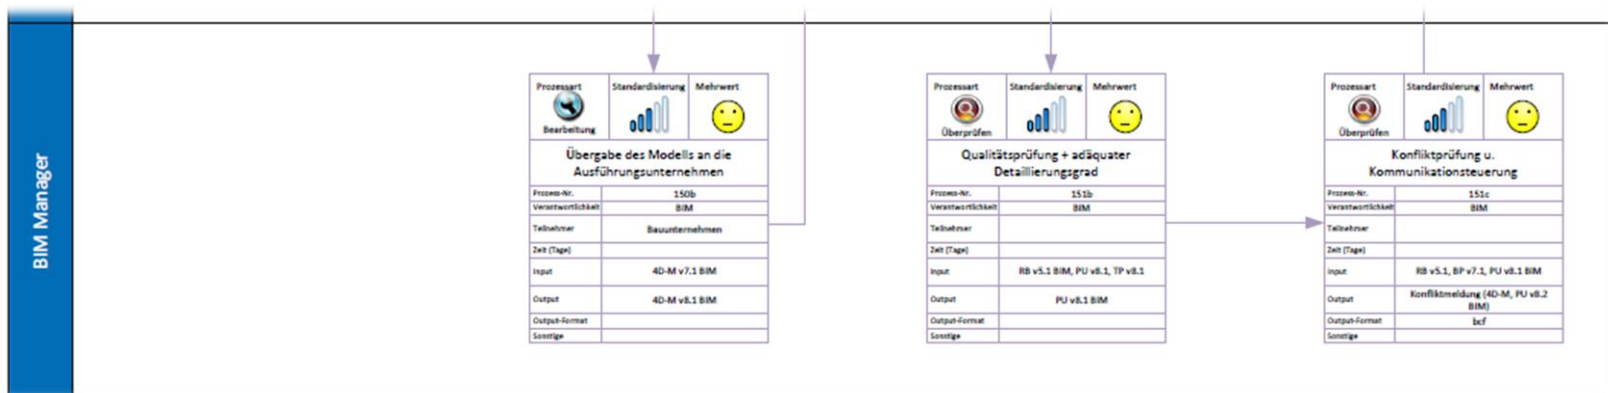 BIM Manager
Prozessart
Standardisierung
Mehrwert
Bearbeitung
Übergabe des Modells an die
Ausführungsunternehmen
Prozess-Nr. 150b
Verantwortlichkeit BIM
Teilnehmer Bauunternehmen
Zeit (Tage)
Input 4D-M v7.1 BIM
Output 4D-M v8.1 BIM
Output-Format
Sonstige
Prozessart
Standardisierung
Mehrwert
Überprüfen
Qualitätsprüfung + adäquater
Detaillierungsgrad
Prozess-Nr. 151b
Verantwortlichkeit BIM
Teilnehmer
Zeit (Tage)
Input RB v5.1 BIM, PU v8.1, TP v8.1
Output PU v8.1 BIM
Output-Format
Sonstige
Prozessart
Standardisierung
Mehrwert
Überprüfen
Konfliktprüfung u.
Kommunikationsteuerung
Prozess-Nr. 151c
Verantwortlichkeit BIM
Teilnehmer
Zeit (Tage)
Input RB v5.1, BP v7.1, PU v8.1 BIM
Output Konfliktmeldung (4D-M, PU v8.2
BIM)
Output-Format bcf
Sonstige